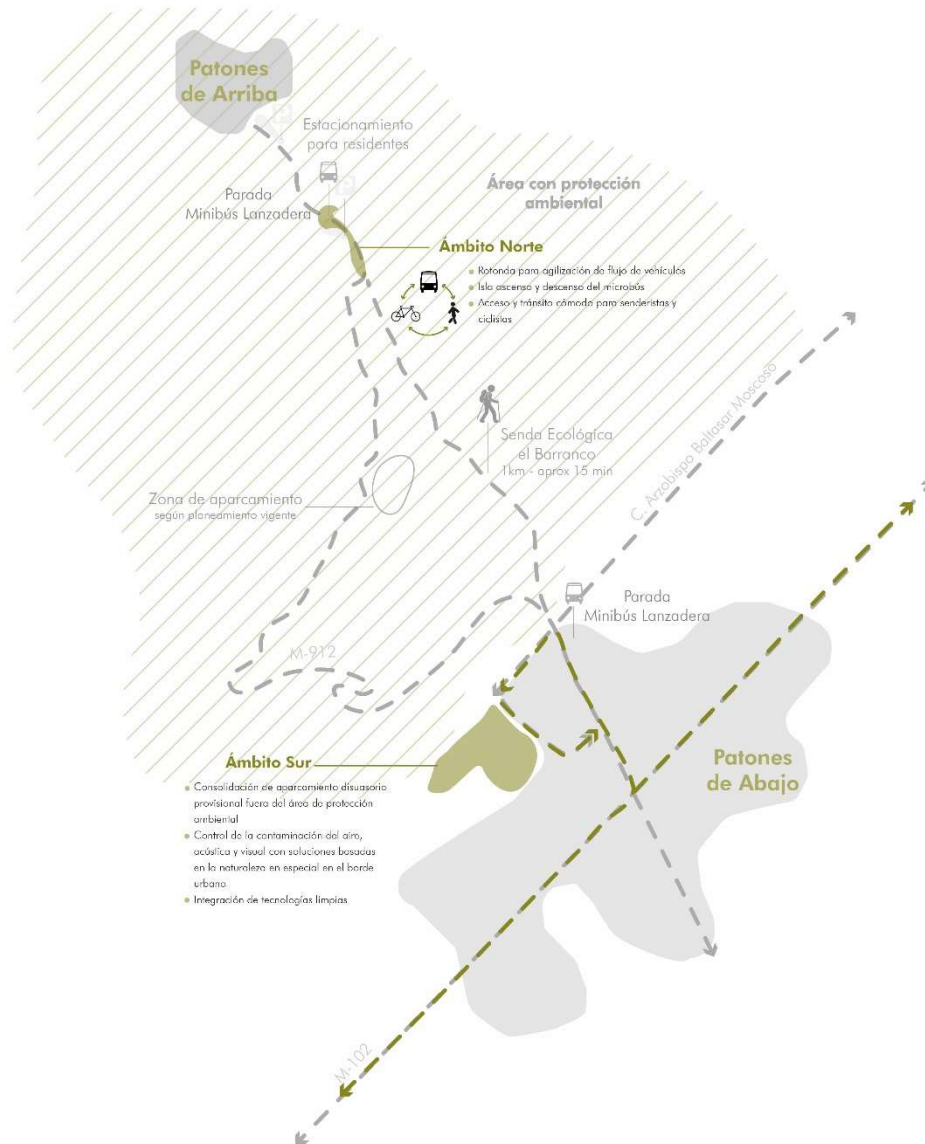 Patones
de Arriba
Estacionamiento
para residentes
Parada
Minibús Lanzadera
Área con protección
ambiental
Ámbito Norte
Rotonda para agilización de flujo de vehículos
Isla ascenso y descenso del microbús
Acceso y tránsito cómodo para senderistas y
ciclistas
C. Arzobispo Baltasar Moscoso
Senda Ecológica
el Barranco
1km - aprox 15 min
Zona de aparcamiento
según planeamiento vigente
Parada
Minibús Lanzadera
M-912
Ámbito Sur
Consolidación de aparcamiento disuasorio
provisional fuera del área de protección
ambiental
Control de la contaminación del aire,
acústica y visual con soluciones basadas
en la naturaleza en especial en el borde
urbano
Integración de tecnologías limpias
Patones
de Abajo
M-102